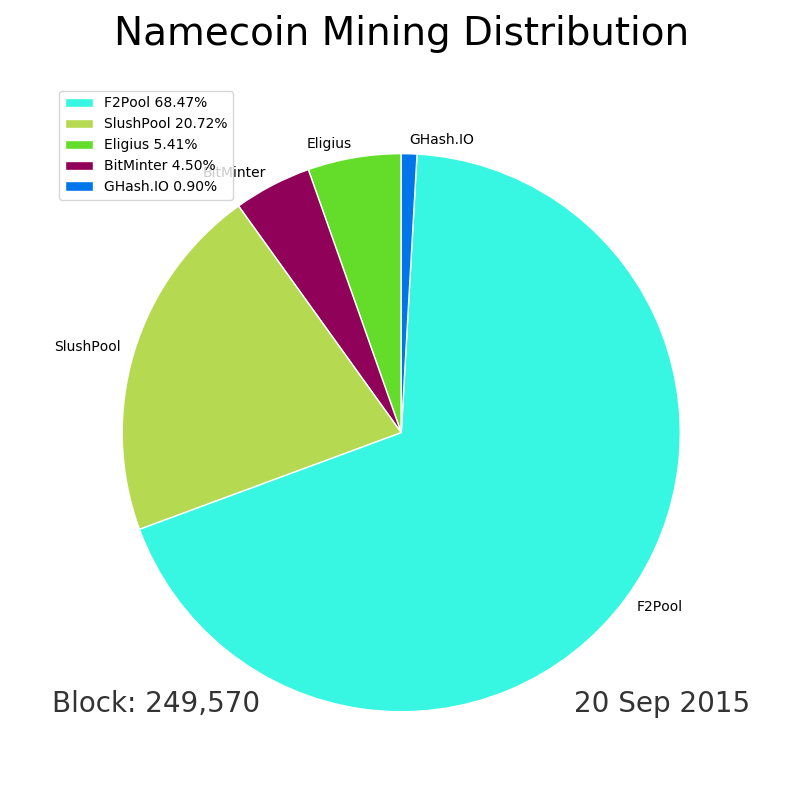 Namecoin Mining Distribution
F2Pool 68.47%
SlushPool 20.72%
Eligius 5.41%
BitMinter 4.50%
GHash.IO 0.90%
GHash.IO
Eligius
BitMinter
SlushPool
F2Pool
Block: 249,570
20 Sep 2015